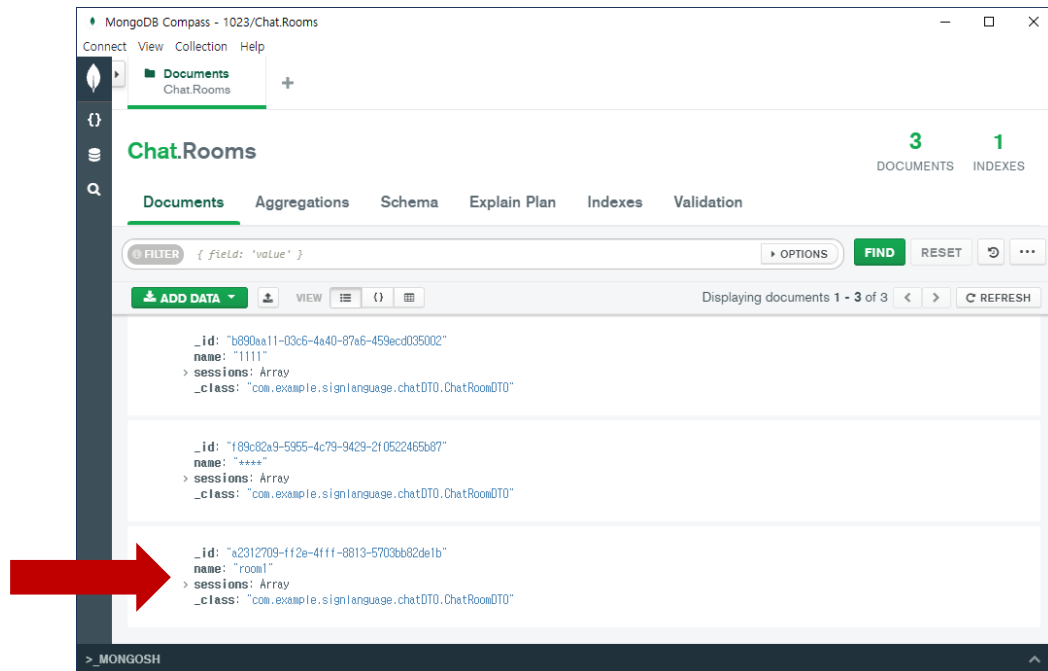 MongoDB Compass - 1023/Chat.Rooms
Connect View Collection Help
Documents
Chat.Rooms
Chat.Rooms
3
DOCUMENTS
1
INDEXES
Documents Aggregations Schema Explain Plan Indexes Validation
FILTER { field: 'value' } OPTIONS FIND RESET
ADD DATA VIEW Displaying documents 1 - 3 of 3 REFRESH
_id: "b890aa11-03c6-4a40-87a6-459ecd035002"
name: "1111"
> sessions: Array
_class: "com.example.signlanguage.chatDTO.ChatRoomDTO"
_id: "f89c82a9-5955-4c79-9429-2f0522465b87"
name: "****"
> sessions: Array
_class: "com.example.signlanguage.chatDTO.ChatRoomDTO"
_id: "a2312709-ff2e-4fff-8813-5703bb82de1b"
name: "room1"
> sessions: Array
_class: "com.example.signlanguage.chatDTO.ChatRoomDTO"
>_MONGOSH